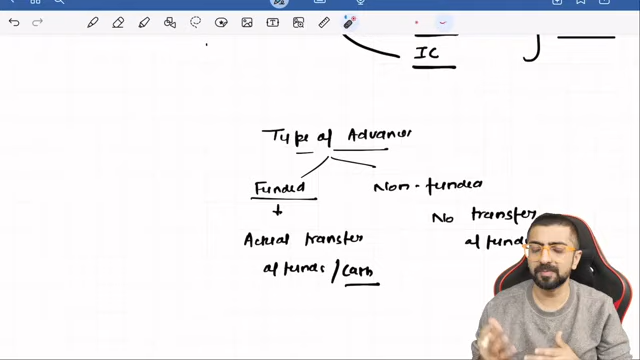 IC
Type of Advances
Funded
Non-funded
Actual transfer
of funds / Cash
No transfer
of funds